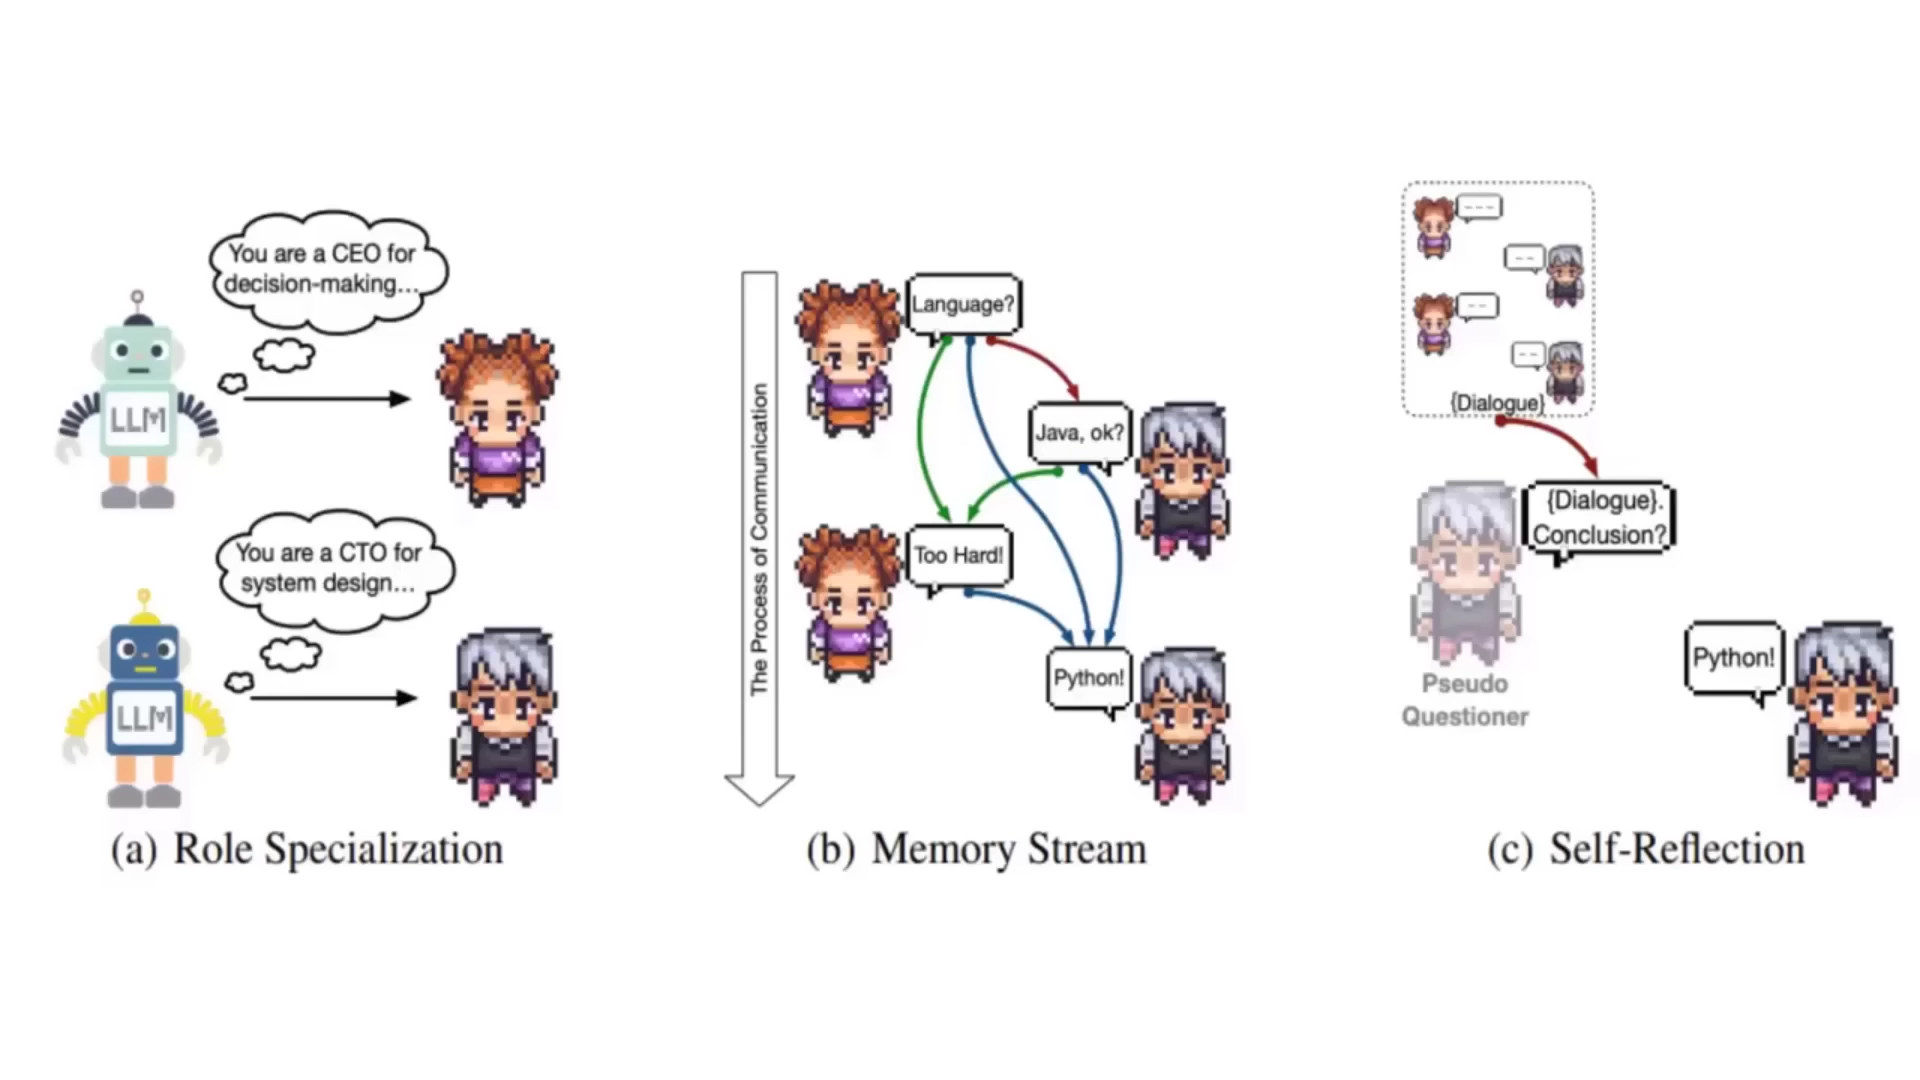 You are a CEO for
decision-making...
LLM
You are a CTO for
system design...
LLM
(a) Role Specialization
The Process of Communication
Language?
Java, ok?
Too Hard!
Python!
(b) Memory Stream
---
--
--
--
{Dialogue}
{Dialogue}.
Conclusion?
Pseudo
Questioner
Python!
(c) Self-Reflection